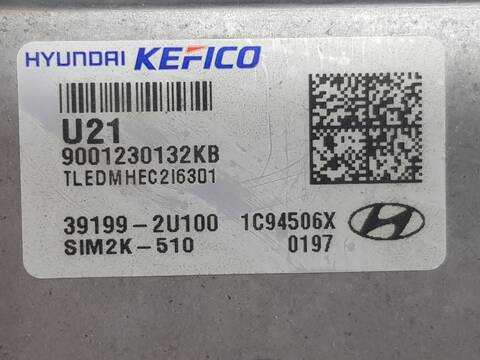 HYUNDAI KEFICO
U21
9001230132KB
TLEDMHEC2I6301
39199-2U100 1C94506X
SIM2K-510 0197